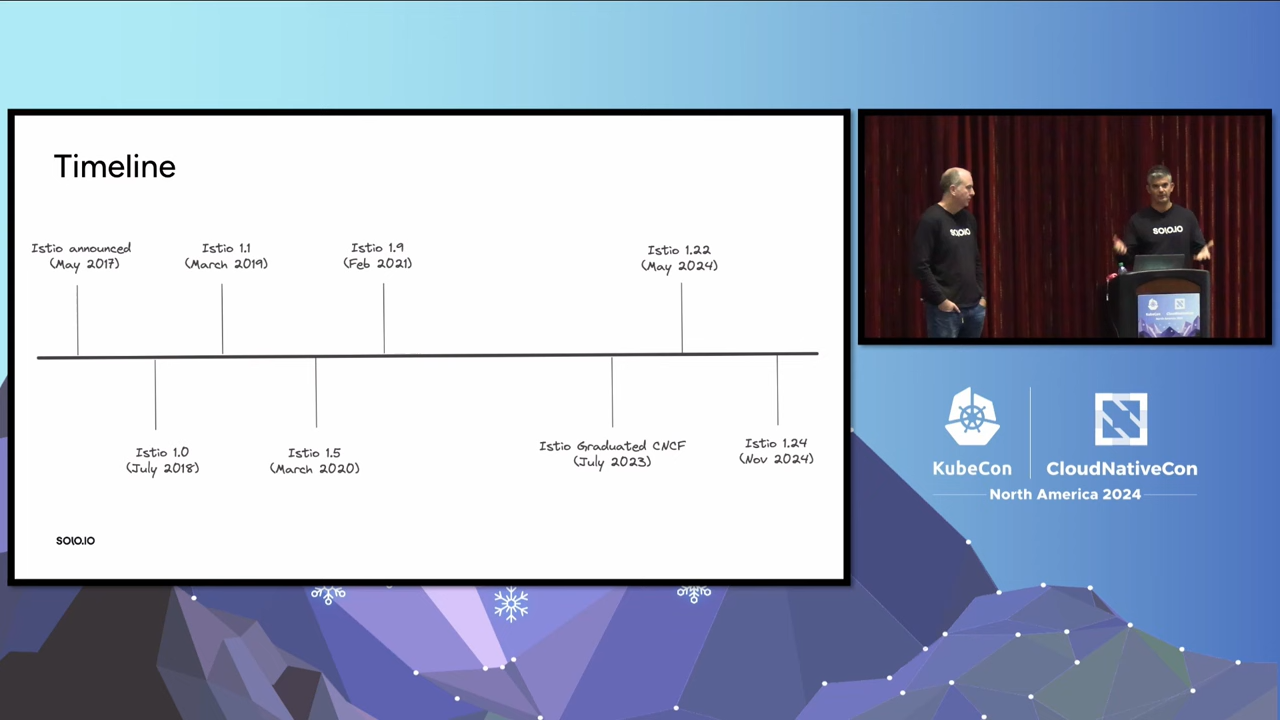 Timeline
Istio announced
(May 2017)
Istio 1.1
(March 2019)
Istio 1.9
(Feb 2021)
Istio 1.22
(May 2024)
Istio 1.0
(July 2018)
Istio 1.5
(March 2020)
Istio Graduated CNCF
(July 2023)
Istio 1.24
(Nov 2024)
SOLO.IO
SOLO.IO
SOLO.IO
KubeCon
CloudNativeCon
KubeCon
CloudNativeCon
North America 2024